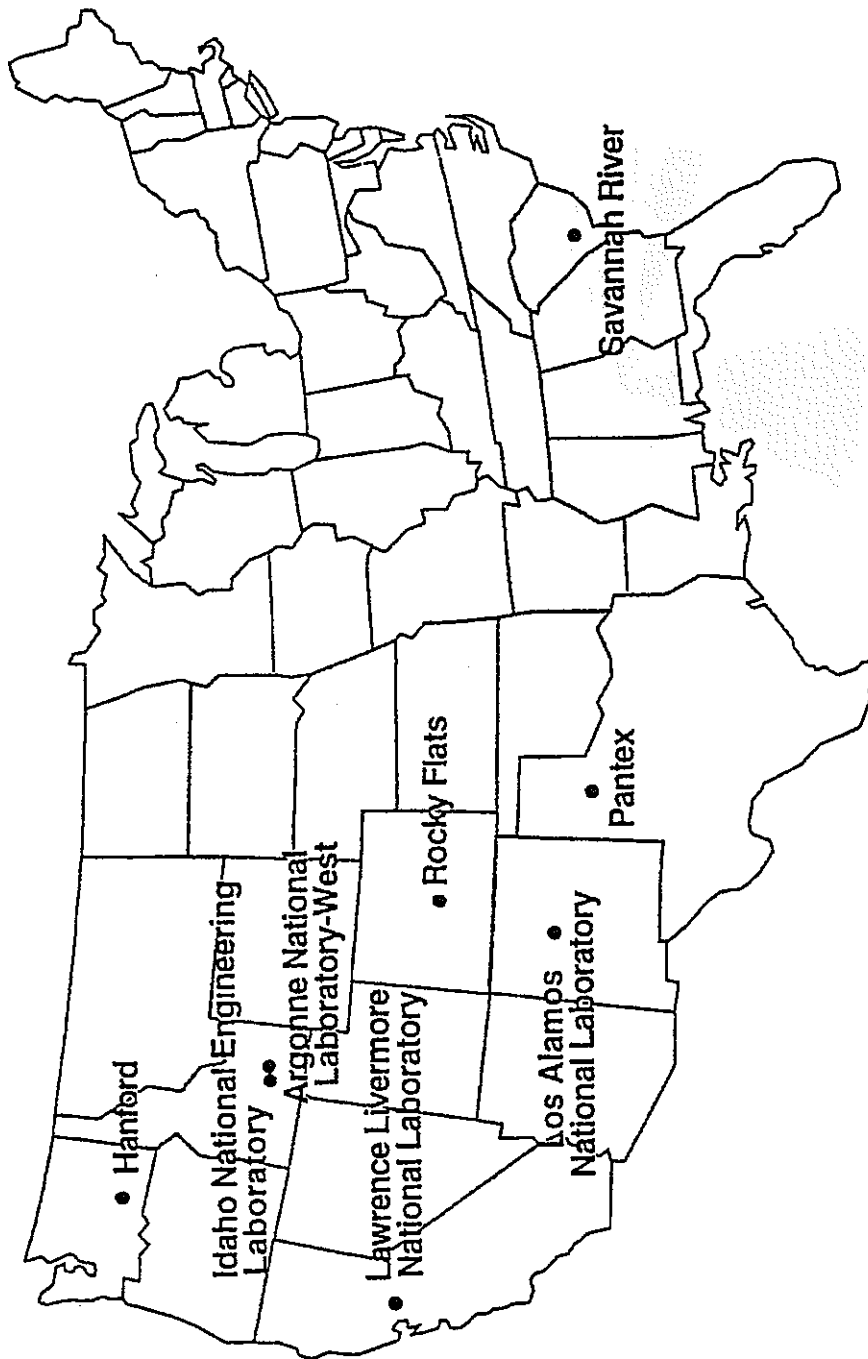 Hanford
Idaho National Engineering
Laboratory
Argonne National
Laboratory-West
Lawrence Livermore
National Laboratory
Rocky Flats
Los Alamos
National Laboratory
Pantex
Savannah River